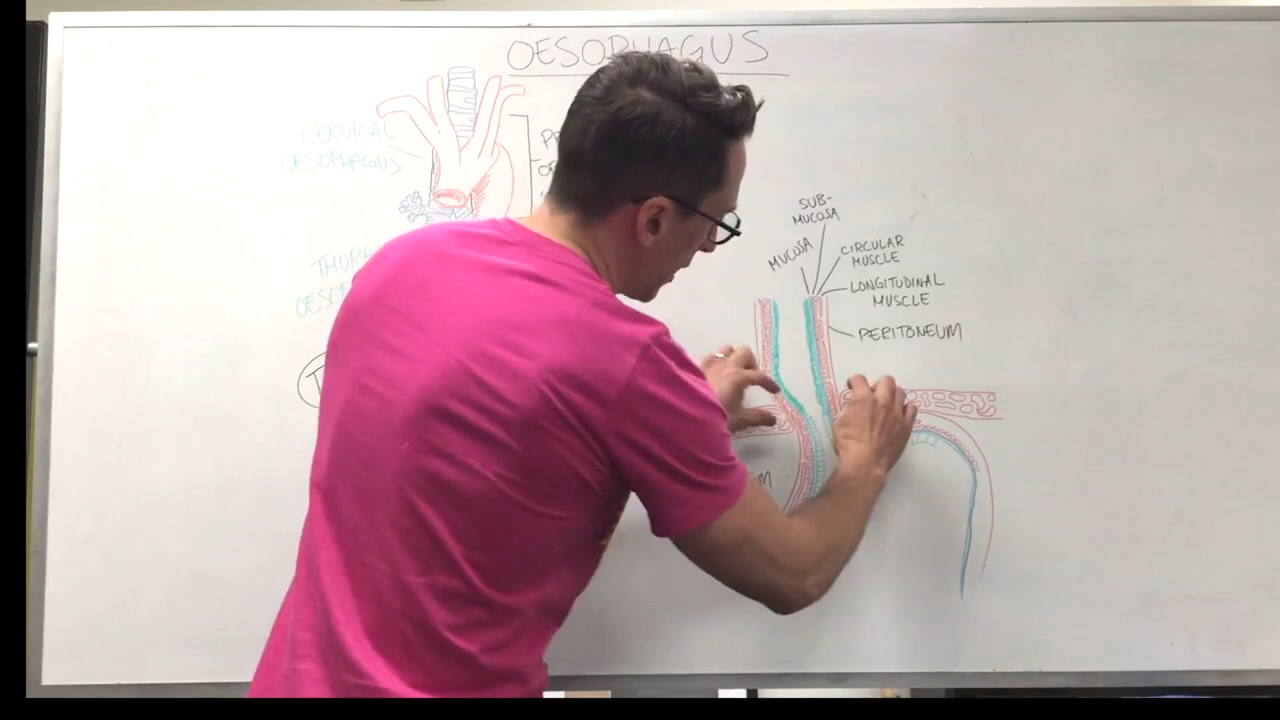 OESOPHAGUS
CERVICAL
OESOPHAGUS
SUB-
MUCOSA
MUCOSA
CIRCULAR
MUSCLE
LONGITUDINAL
MUSCLE
PERITONEUM